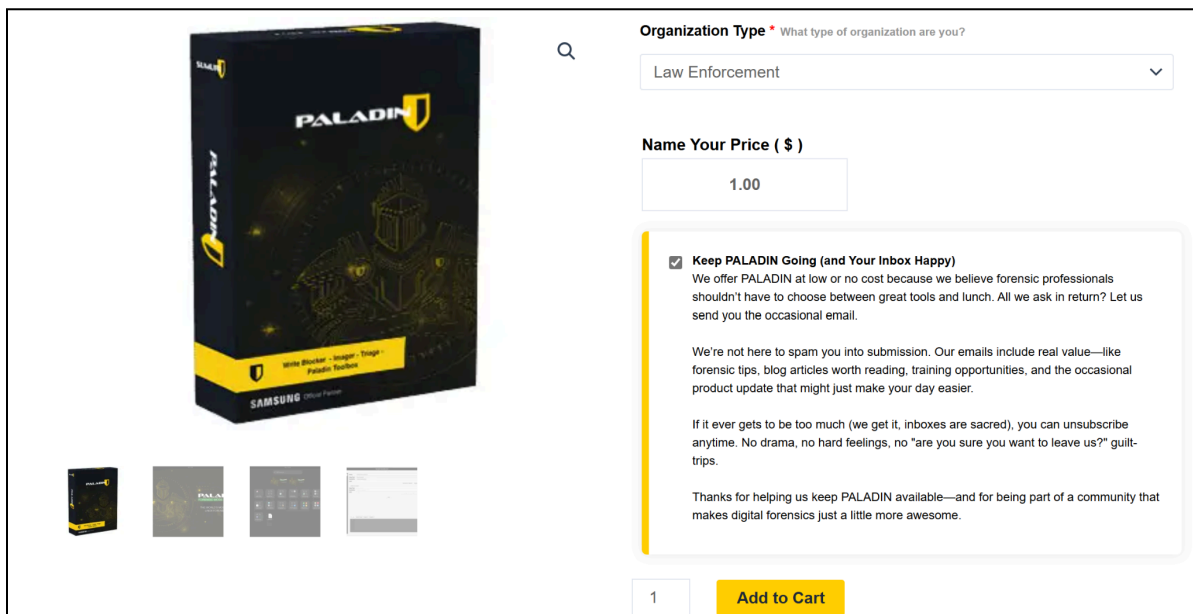 SUMURI
PALADIN
PALADIN
Write Blocker - Imager - Triage -
Paladin Toolbox
SAMSUNG Official Partner
PALADIN
Organization Type * What type of organization are you?
Law Enforcement
Name Your Price ( $ )
1.00
Keep PALADIN Going (and Your Inbox Happy)
We offer PALADIN at low or no cost because we believe forensic professionals
shouldn’t have to choose between great tools and lunch. All we ask in return? Let us
send you the occasional email.
We’re not here to spam you into submission. Our emails include real value—like
forensic tips, blog articles worth reading, training opportunities, and the occasional
product update that might just make your day easier.
If it ever gets to be too much (we get it, inboxes are sacred), you can unsubscribe
anytime. No drama, no hard feelings, no "are you sure you want to leave us?" guilt-
trips.
Thanks for helping us keep PALADIN available—and for being part of a community that
makes digital forensics just a little more awesome.
1
Add to Cart